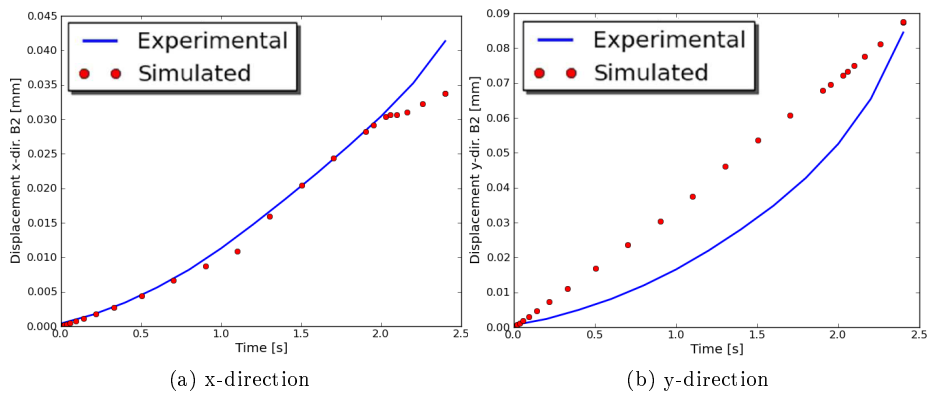 0.045
0.040
0.035
0.030
0.025
0.020
0.015
0.010
0.005
0.000
Displacement x-dir. B2 [mm]
Experimental
Simulated
0.0 0.5 1.0 1.5 2.0 2.5
Time [s]
(a) x-direction
0.09
0.08
0.07
0.06
0.05
0.04
0.03
0.02
0.01
0.00
Displacement y-dir. B2 [mm]
Experimental
Simulated
0.0 0.5 1.0 1.5 2.0 2.5
Time [s]
(b) y-direction